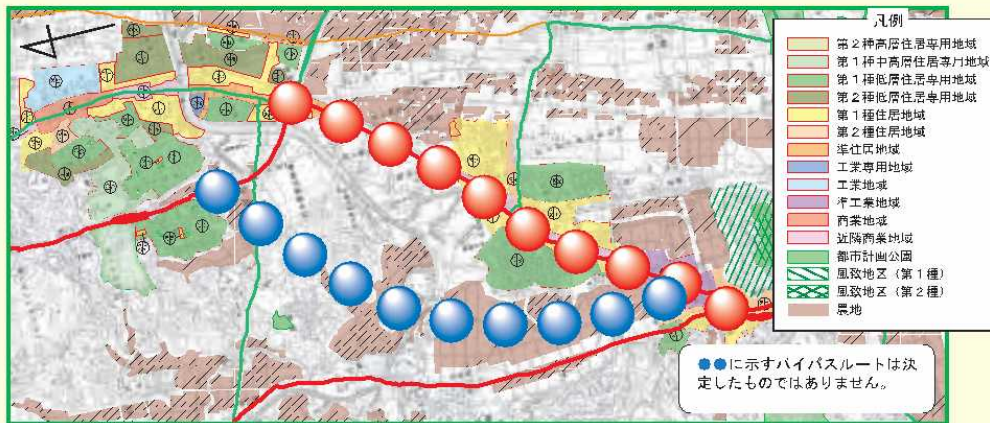 凡例
第2種高層住居専用地域
第1種中高層住居専用地域
第1種低層住居専用地域
第2種低層住居専用地域
第1種住居地域
第2種住居地域
準住居地域
工業専用地域
工業地域
準工業地域
商業地域
近隣商業地域
都市計画公園
風致地区（第1種）
風致地区（第2種）
農地
●●に示すバイパスルートは決
定したものではありません。